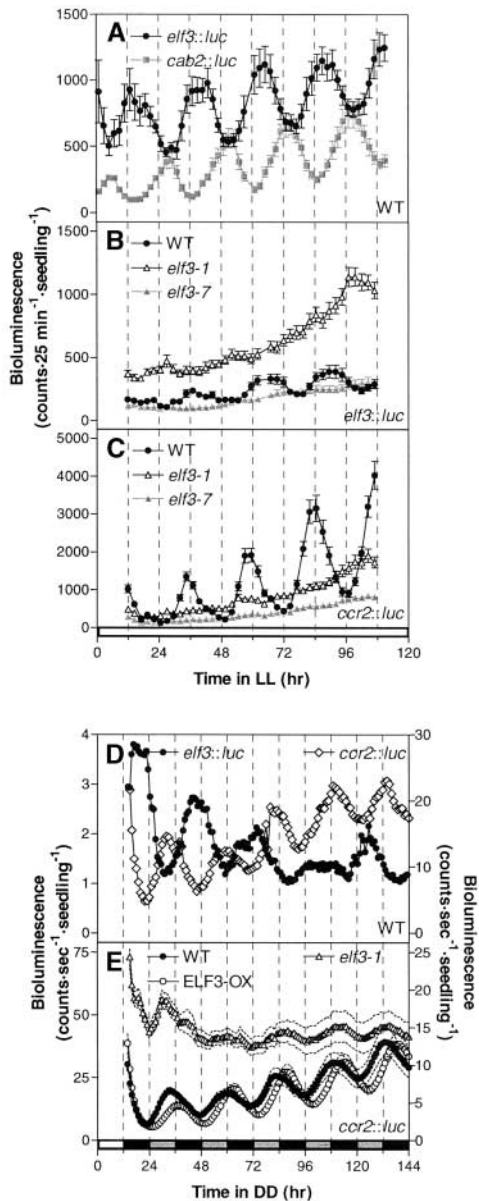 A
elf3::luc
cab2::luc
1500
1000
500
0
WT
B
WT
elf3-1
elf3-7
1500
1000
500
0
elf3::luc
Bioluminescence
(counts·25 min⁻¹·seedling⁻¹)
C
WT
elf3-1
elf3-7
5000
4000
3000
2000
1000
0
ccr2::luc
0 24 48 72 96 120
Time in LL (hr)
D
elf3::luc
ccr2::luc
4
3
2
1
0
30
20
10
0
WT
Bioluminescence
(counts·sec⁻¹·seedling⁻¹)
Bioluminescence
(counts·sec⁻¹·seedling⁻¹)
E
WT
elf3-1
ELF3-OX
75
50
25
0
25
20
15
10
5
0
ccr2::luc
0 24 48 72 96 120 144
Time in DD (hr)